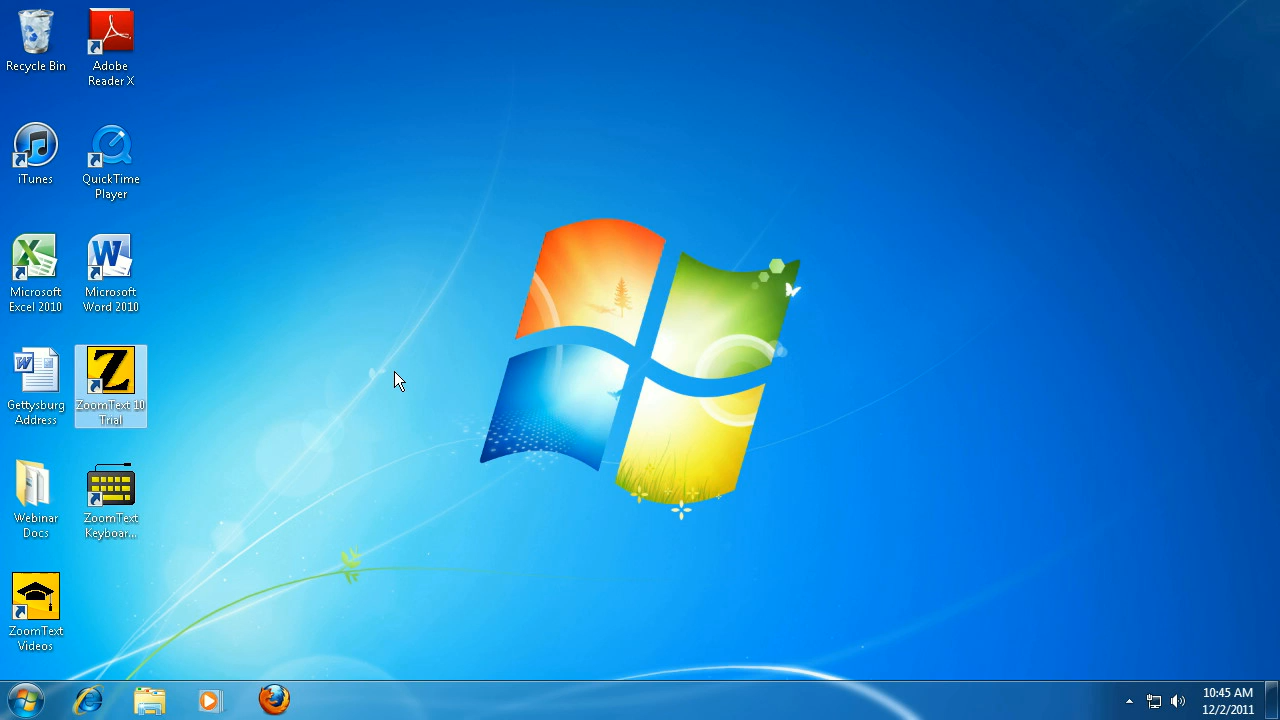 Recycle Bin
Adobe
Reader X
iTunes
QuickTime
Player
Microsoft
Excel 2010
Microsoft
Word 2010
Gettysburg
Address
ZoomText 10
Trial
Webinar
Docs
ZoomText
Keyboar...
ZoomText
Videos
10:45 AM
12/2/2011